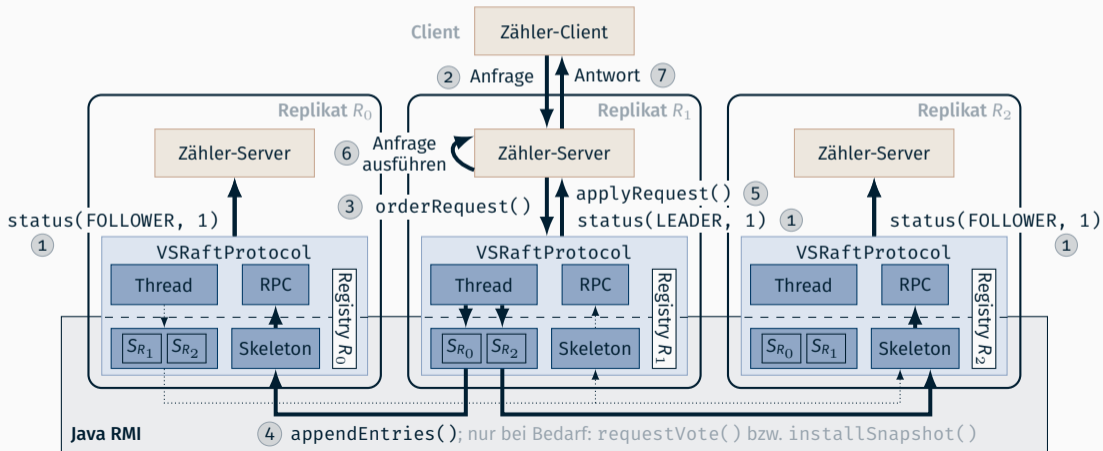 Client
Zähler-Client
2 Anfrage
Antwort 7
Replikat R0
Replikat R1
Replikat R2
Zähler-Server
6 Anfrage
ausführen
Zähler-Server
Zähler-Server
3 orderRequest()
applyRequest() 5
status(FOLLOWER, 1)
1
status(LEADER, 1) 1
status(FOLLOWER, 1)
1
VSRaftProtocol
VSRaftProtocol
VSRaftProtocol
Thread
RPC
Registry R0
Thread
RPC
Registry R1
Thread
RPC
Registry R2
SR1
SR2
Skeleton
SR0
SR2
Skeleton
SR0
SR1
Skeleton
Java RMI
4 appendEntries(); nur bei Bedarf: requestVote() bzw. installSnapshot()